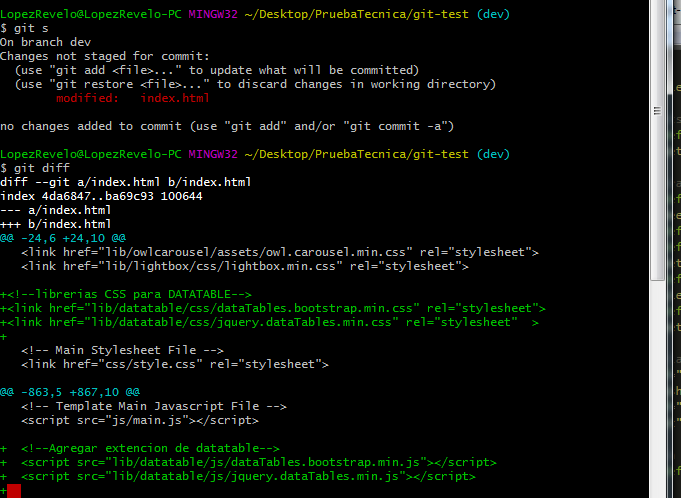 LopezRevelo@LopezRevelo-PC MINGW32 ~/Desktop/PruebaTecnica/git-test (dev)
$ git s
On branch dev
Changes not staged for commit:
  (use "git add <file>..." to update what will be committed)
  (use "git restore <file>..." to discard changes in working directory)
        modified:   index.html

no changes added to commit (use "git add" and/or "git commit -a")

LopezRevelo@LopezRevelo-PC MINGW32 ~/Desktop/PruebaTecnica/git-test (dev)
$ git diff
diff --git a/index.html b/index.html
index 4da6847..ba69c93 100644
--- a/index.html
+++ b/index.html
@@ -24,6 +24,10 @@
   <link href="lib/owlcarousel/assets/owl.carousel.min.css" rel="stylesheet">
   <link href="lib/lightbox/css/lightbox.min.css" rel="stylesheet">

+<!--librerias CSS para DATATABLE-->
+<link href="lib/datatable/css/dataTables.bootstrap.min.css" rel="stylesheet">
+<link href="lib/datatable/css/jquery.dataTables.min.css" rel="stylesheet"  >
+
   <!-- Main Stylesheet File -->
   <link href="css/style.css" rel="stylesheet">

@@ -863,5 +867,10 @@
   <!-- Template Main Javascript File -->
   <script src="js/main.js"></script>

+  <!--Agregar extencion de datatable-->
+  <script src="lib/datatable/js/dataTables.bootstrap.min.js"></script>
+  <script src="lib/datatable/js/jquery.dataTables.min.js"></script>
+